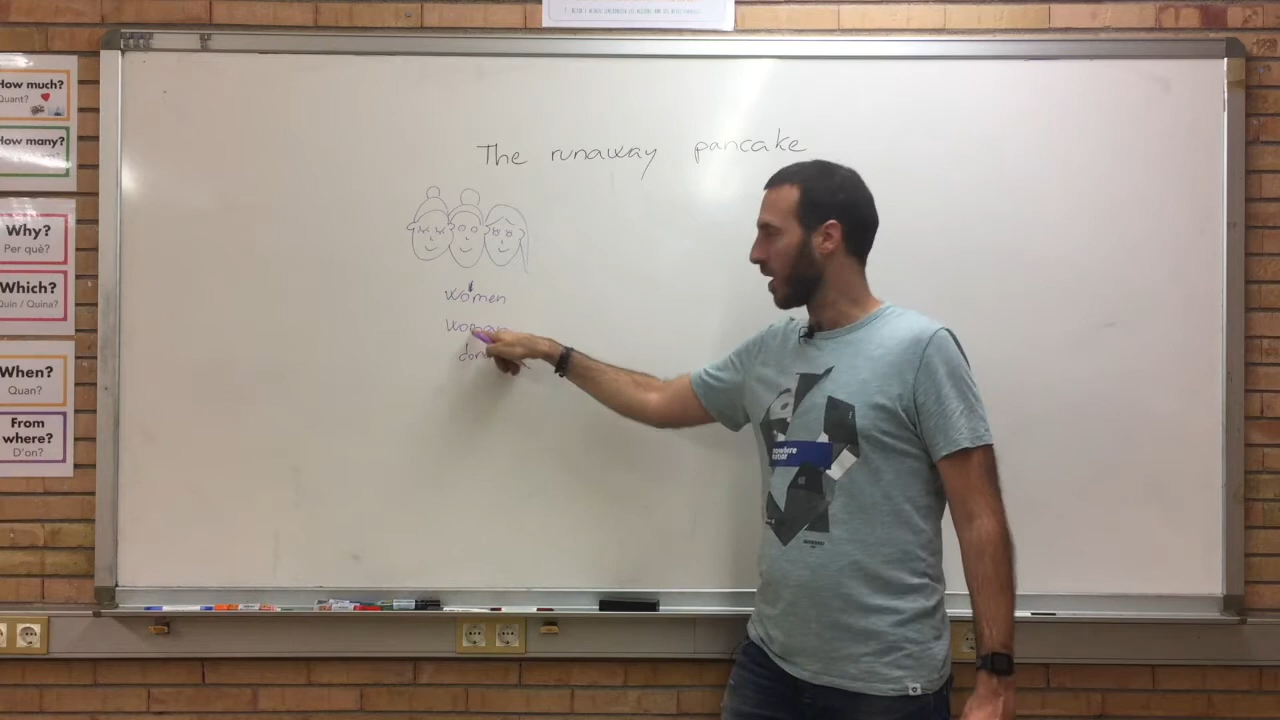 How much?
Quant?
How many?
Why?
Per què?
Which?
Quin / Quina?
When?
Quan?
From
where?
D'on?
The runaway pancake
women
woman